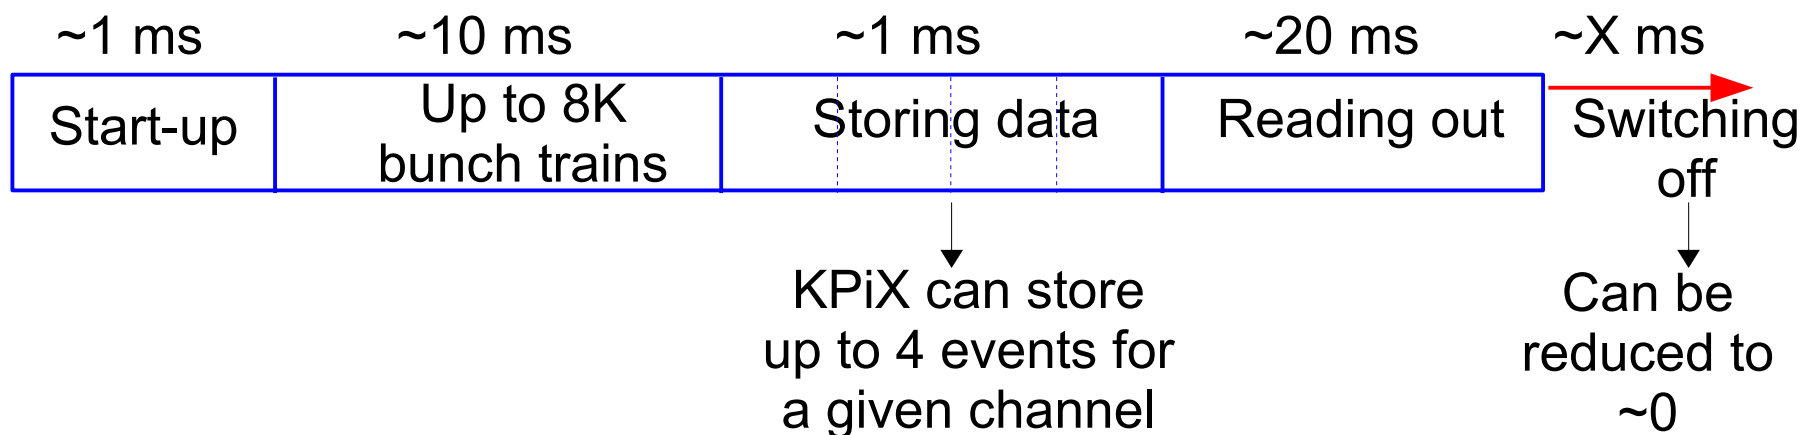 ~1 ms ~10 ms ~1 ms ~20 ms ~X ms
Start-up
Up to 8K
bunch trains
Storing data
Reading out
Switching
off
KPiX can store
up to 4 events for
a given channel
Can be
reduced to
~0